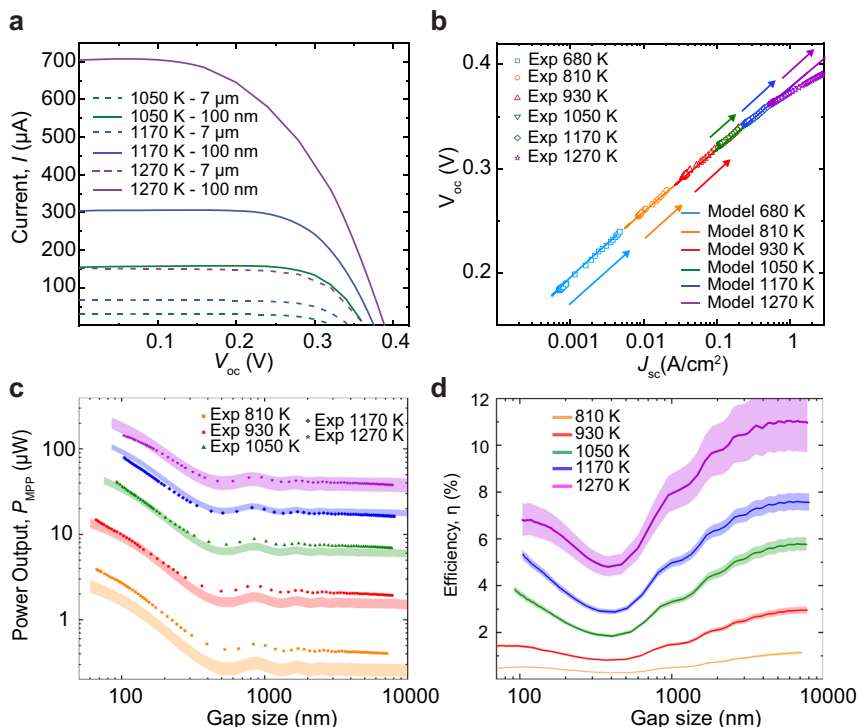 a
Current, I (μA)
700
600
500
400
300
200
100
0.0
0.1
0.2
0.3
0.4
V_oc (V)
1050 K - 7 μm
1050 K - 100 nm
1170 K - 7 μm
1170 K - 100 nm
1270 K - 7 μm
1270 K - 100 nm
b
V_oc (V)
0.4
0.3
0.2
0.001
0.01
0.1
1
J_sc(A/cm²)
Exp 680 K
Exp 810 K
Exp 930 K
Exp 1050 K
Exp 1170 K
Exp 1270 K
Model 680 K
Model 810 K
Model 930 K
Model 1050 K
Model 1170 K
Model 1270 K
c
Power Output, P_MPP (μW)
100
10
1
100
1000
10000
Gap size (nm)
Exp 810 K
Exp 930 K
Exp 1050 K
Exp 1170 K
Exp 1270 K
d
Efficiency, η (%)
12
10
8
6
4
2
100
1000
10000
Gap size (nm)
810 K
930 K
1050 K
1170 K
1270 K